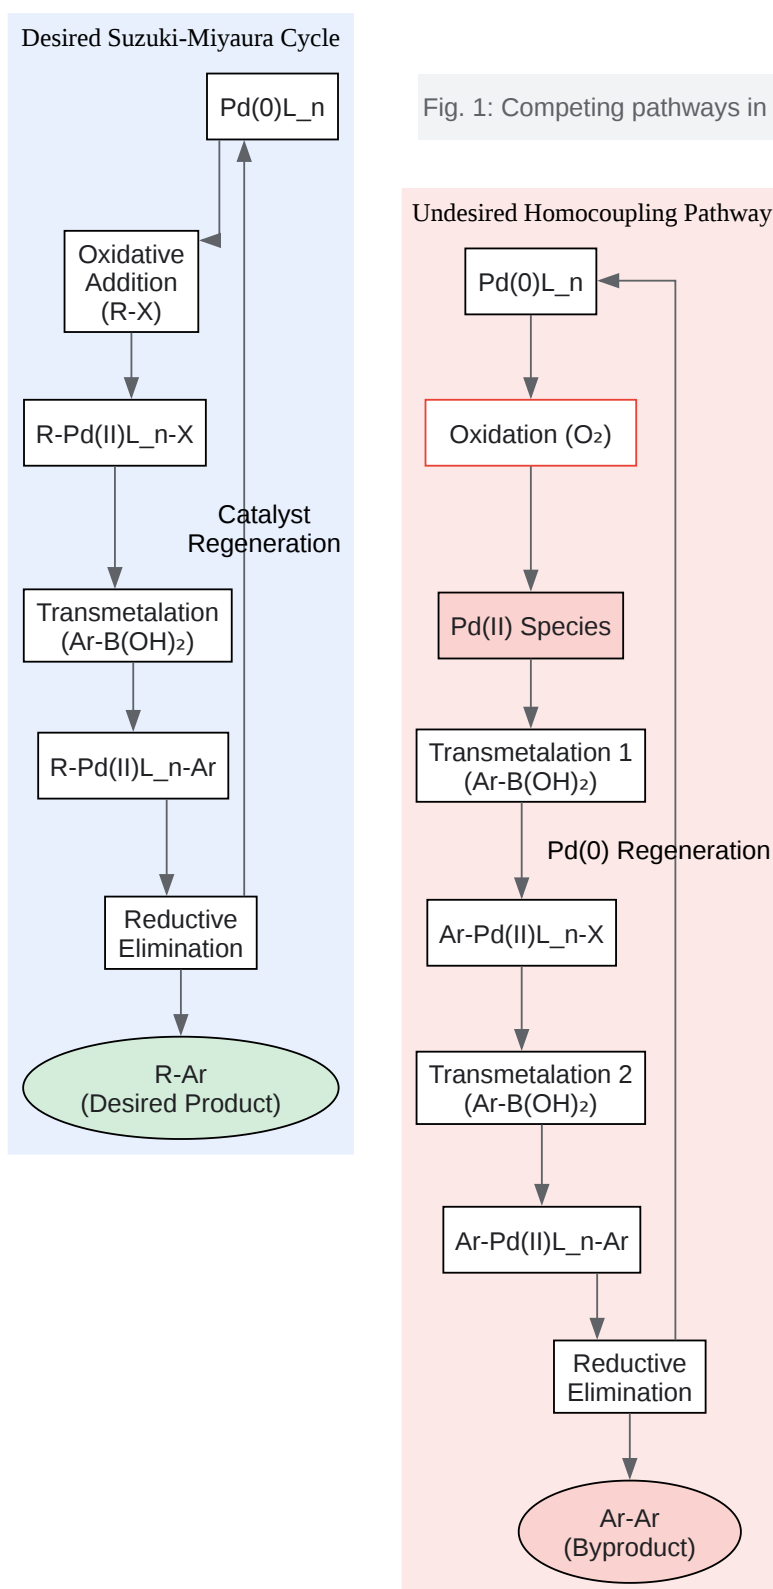 Desired Suzuki-Miyaura Cycle
Pd(0)L_n
Oxidative
Addition
(R-X)
R-Pd(II)L_n-X
Catalyst
Regeneration
Transmetalation
(Ar-B(OH)₂)
R-Pd(II)L_n-Ar
Reductive
Elimination
R-Ar
(Desired Product)
Fig. 1: Competing pathways in
Undesired Homocoupling Pathway
Pd(0)L_n
Oxidation (O₂)
Pd(II) Species
Transmetalation 1
(Ar-B(OH)₂)
Pd(0) Regeneration
Ar-Pd(II)L_n-X
Transmetalation 2
(Ar-B(OH)₂)
Ar-Pd(II)L_n-Ar
Reductive
Elimination
Ar-Ar
(Byproduct)